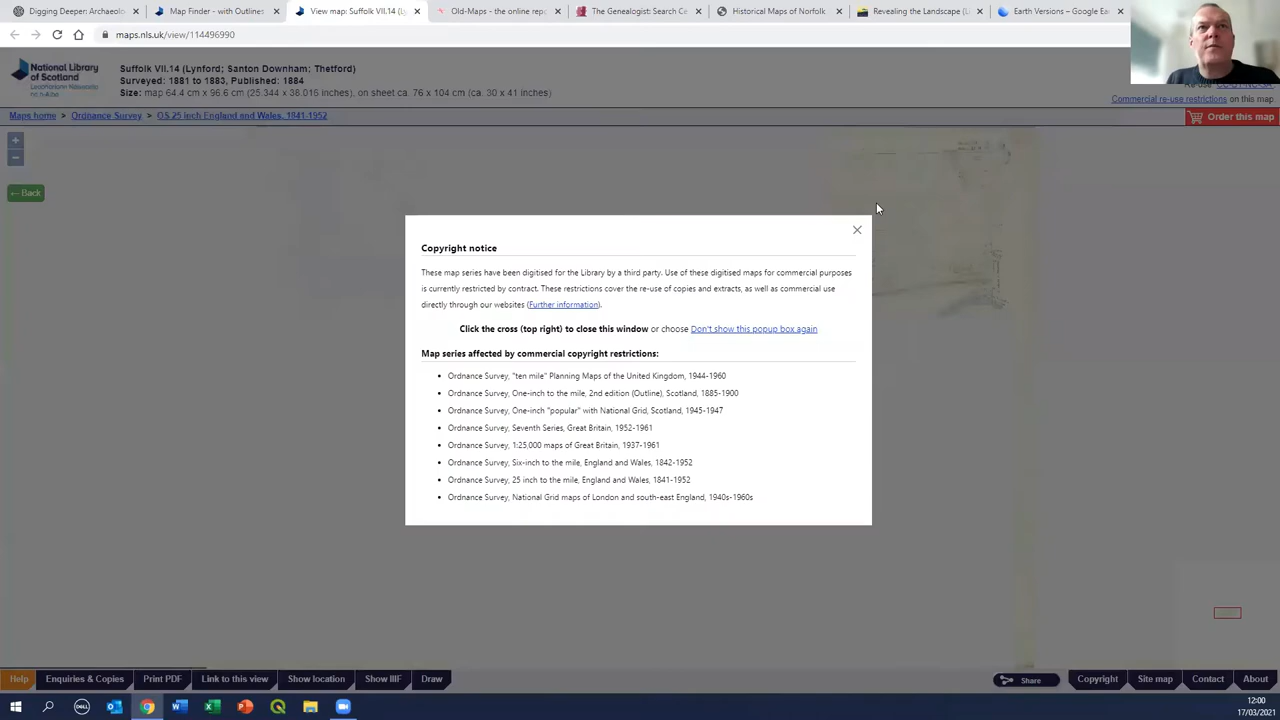 Digging Deeper Archaeolo
Map Finder - with Outlines
View map: Suffolk VII.14 (Ly
Old-Maps - the online rep
The Genealogist: Search Ce
Historical Maps of Norfolk
Revealing the Landscape (
Earth Versions – Google Ea
maps.nls.uk/view/114496990
National Library of Scotland
Leabharlann Nàiseanta na h-Alba
Suffolk VII.14 (Lynford; Santon Downham; Thetford)
Surveyed: 1881 to 1883, Published: 1884
Size: map 64.4 cm x 96.6 cm (25.344 x 38.016 inches), on sheet ca. 76 x 104 cm (ca. 30 x 41 inches)
Re-use: CC-BY-NC-SA
Commercial re-use restrictions on this map
Maps home > Ordnance Survey > OS 25 inch England and Wales, 1841-1952
Order this map
+
−
← Back
Copyright notice
These map series have been digitised for the Library by a third party. Use of these digitised maps for commercial purposes
is currently restricted by contract. These restrictions cover the re-use of copies and extracts, as well as commercial use
directly through our websites (Further information).
Click the cross (top right) to close this window or choose Don't show this popup box again
Map series affected by commercial copyright restrictions:
• Ordnance Survey, "ten mile" Planning Maps of the United Kingdom, 1944-1960
• Ordnance Survey, One-inch to the mile, 2nd edition (Outline), Scotland, 1885-1900
• Ordnance Survey, One-inch "popular" with National Grid, Scotland, 1945-1947
• Ordnance Survey, Seventh Series, Great Britain, 1952-1961
• Ordnance Survey, 1:25,000 maps of Great Britain, 1937-1961
• Ordnance Survey, Six-inch to the mile, England and Wales, 1842-1952
• Ordnance Survey, 25 inch to the mile, England and Wales, 1841-1952
• Ordnance Survey, National Grid maps of London and south-east England, 1940s-1960s
Help
Enquiries & Copies
Print PDF
Link to this view
Show location
Show IIIF
Draw
Share
Copyright
Site map
Contact
About
12:00
17/03/2021